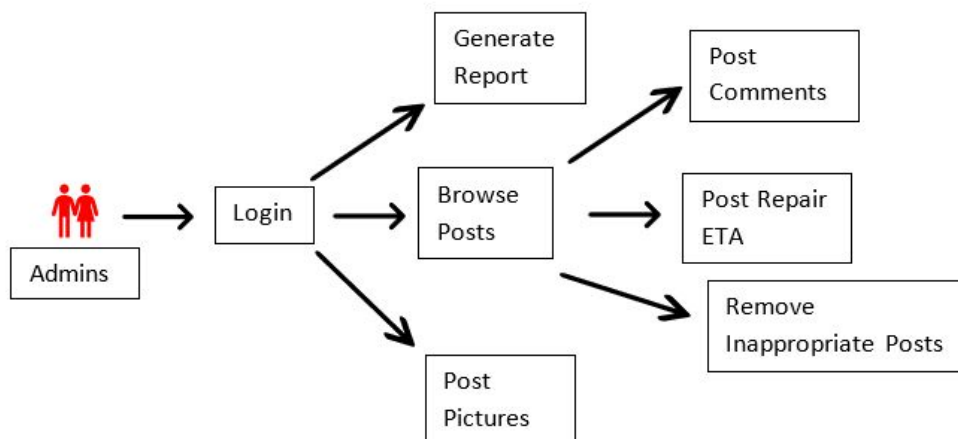 Admins
Login
Generate
Report
Browse
Posts
Post
Pictures
Post
Comments
Post Repair
ETA
Remove
Inappropriate Posts